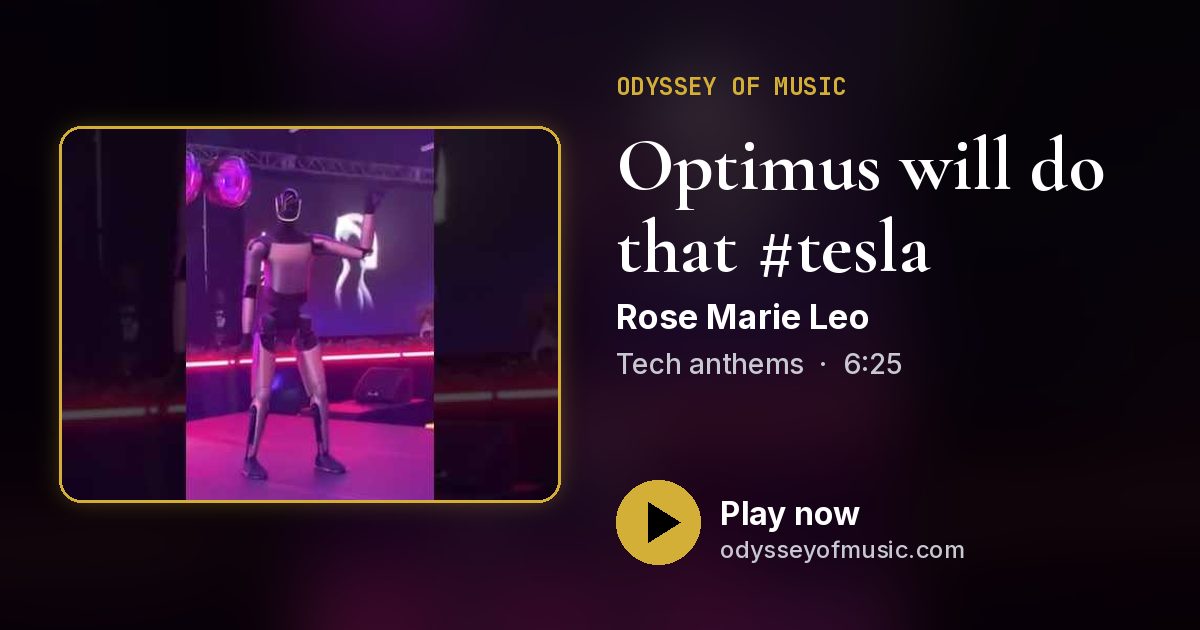 ODYSSEY OF MUSIC
Optimus will do
that #tesla
Rose Marie Leo
Tech anthems · 6:25
Play now
odysseyofmusic.com